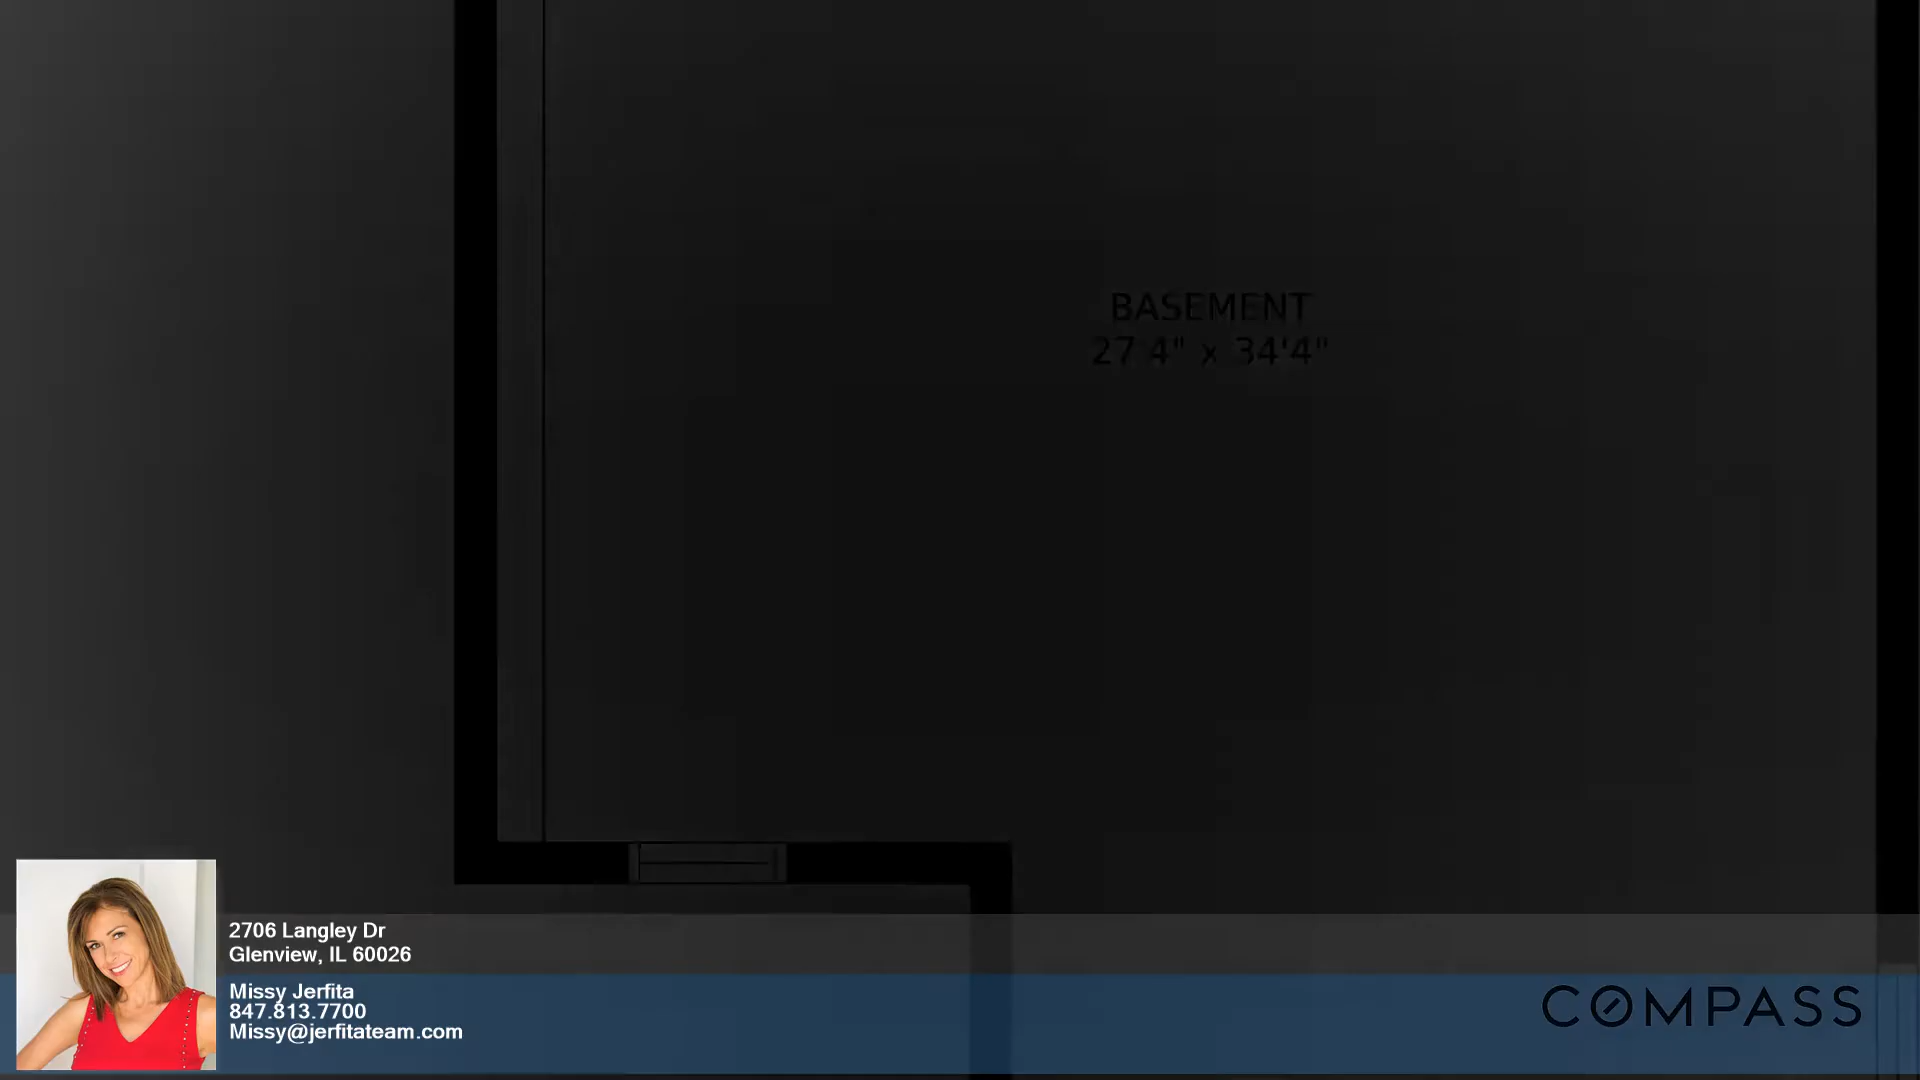 BASEMENT
27'4" x 34'4"
2706 Langley Dr
Glenview, IL 60026
Missy Jerfita
847.813.7700
Missy@jerfitateam.com
COMPASS